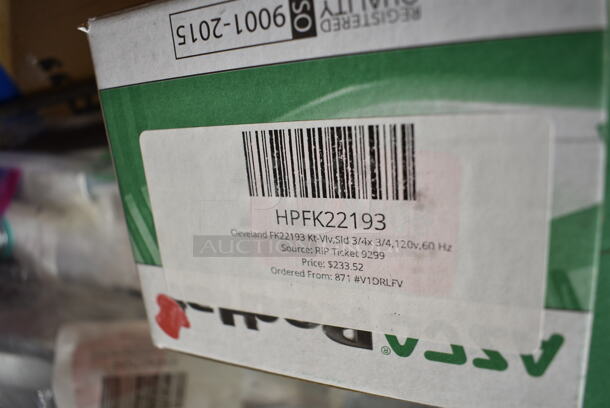 REGISTERED
QUALITY
ISO
9001-2015
HPFK22193
Cleveland FK22193 Kt-Vlv,Sld 3/4x 3/4,120v,60 Hz
Source: RIP Ticket 9299
Price: $233.52
Ordered From: 871 #V1DRLFV
ASCA®